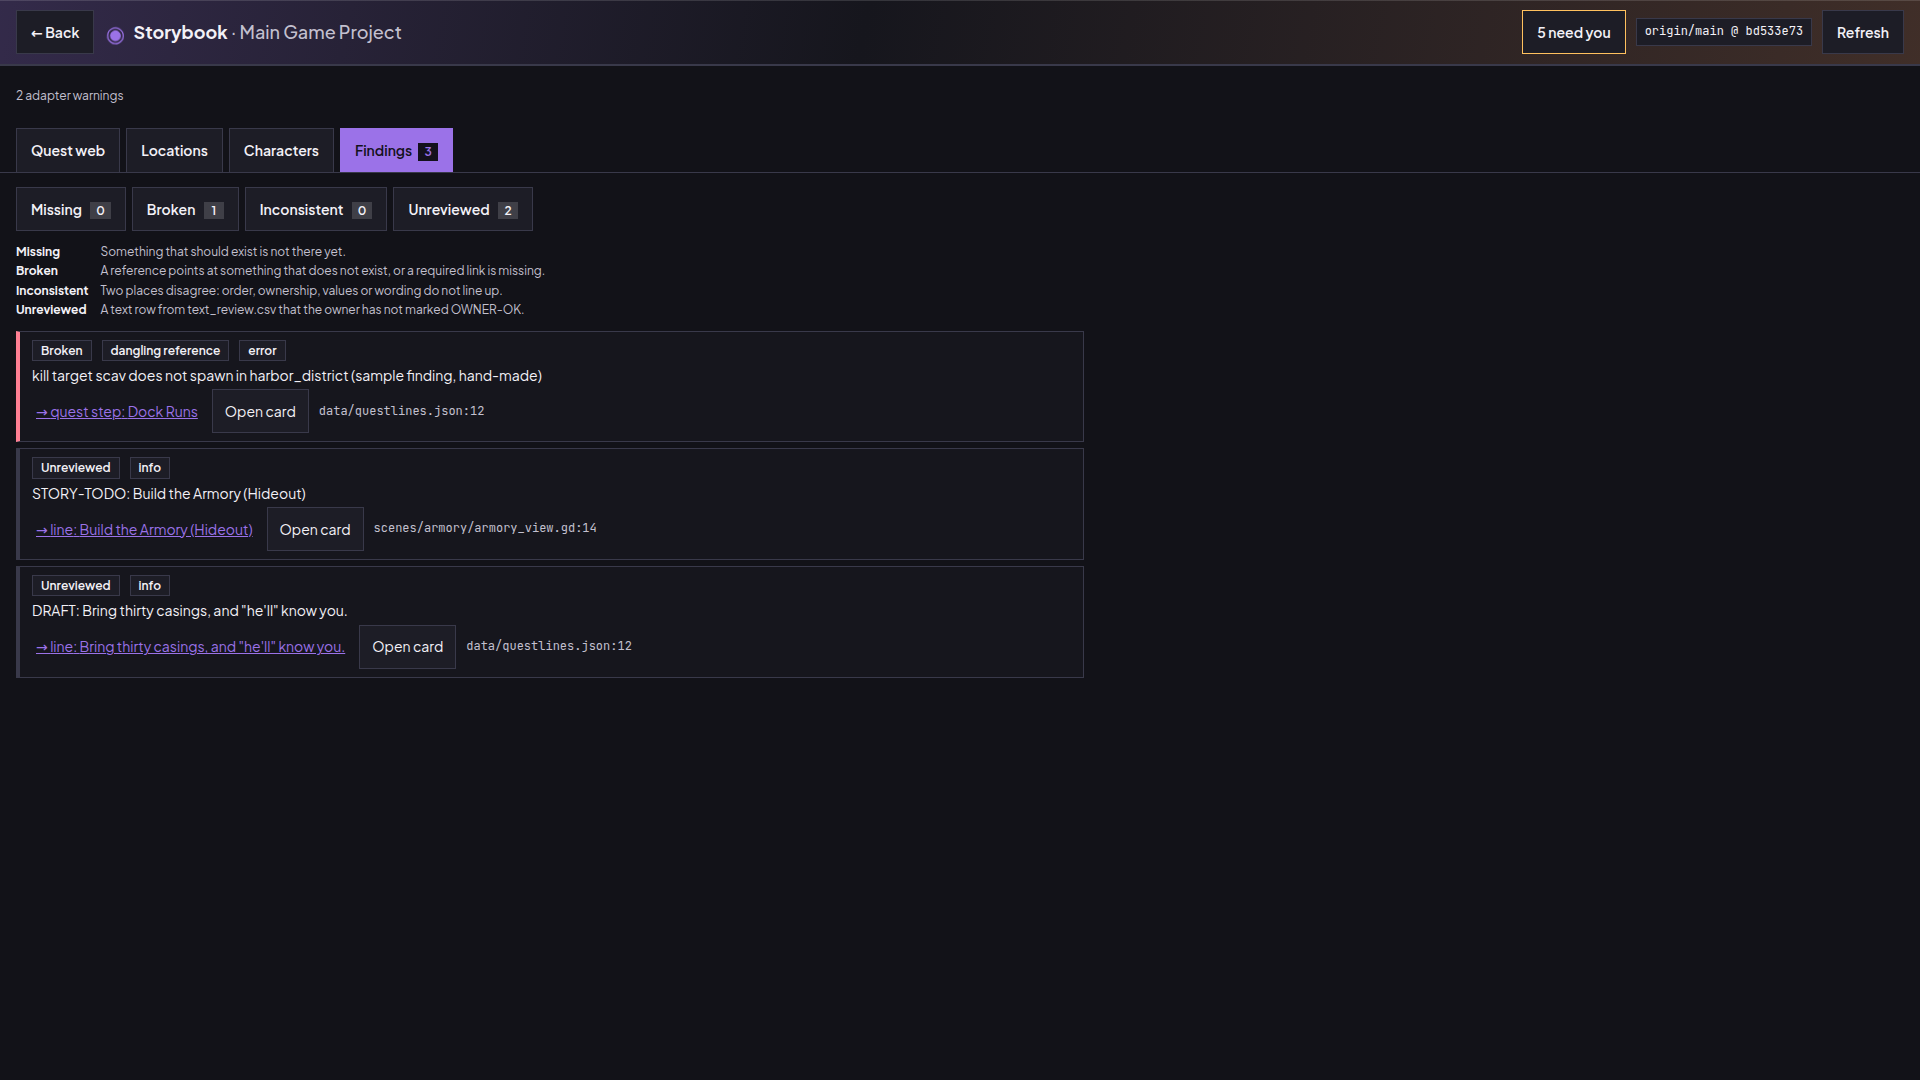 ← Back
Storybook · Main Game Project
5 need you
origin/main @ bd533e73
Refresh
2 adapter warnings
Quest web
Locations
Characters
Findings 3
Missing 0
Broken 1
Inconsistent 0
Unreviewed 2
Missing Something that should exist is not there yet.
Broken A reference points at something that does not exist, or a required link is missing.
Inconsistent Two places disagree: order, ownership, values or wording do not line up.
Unreviewed A text row from text_review.csv that the owner has not marked OWNER-OK.
Broken dangling reference error
kill target scav does not spawn in harbor_district (sample finding, hand-made)
→ quest step: Dock Runs Open card data/questlines.json:12
Unreviewed info
STORY-TODO: Build the Armory (Hideout)
→ line: Build the Armory (Hideout) Open card scenes/armory/armory_view.gd:14
Unreviewed info
DRAFT: Bring thirty casings, and "he'll" know you.
→ line: Bring thirty casings, and "he'll" know you. Open card data/questlines.json:12